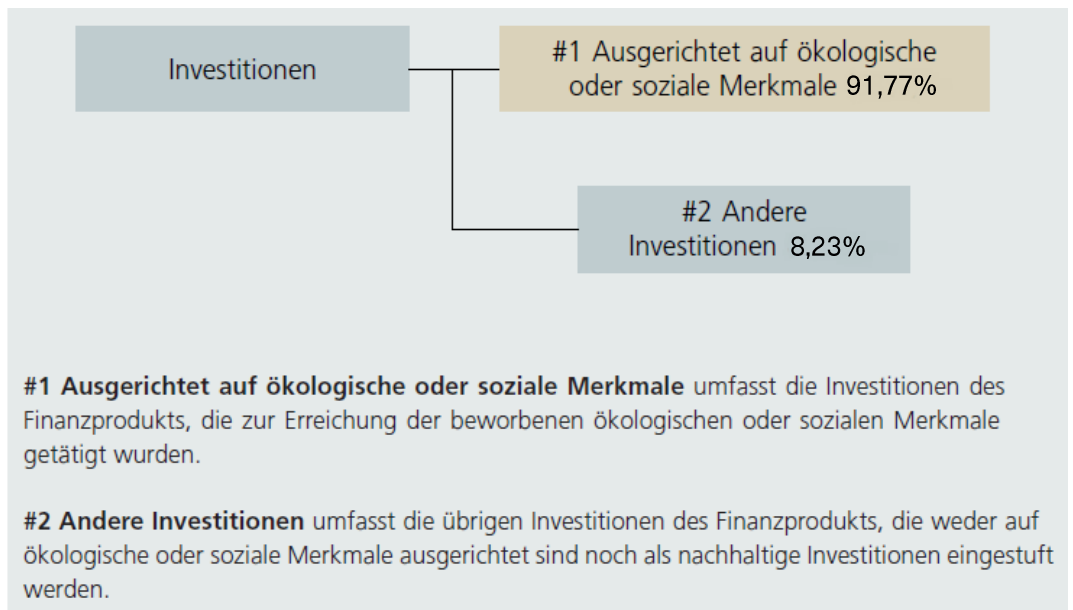 Investitionen
#1 Ausgerichtet auf ökologische
oder soziale Merkmale 91,77%
#2 Andere
Investitionen 8,23%
#1 Ausgerichtet auf ökologische oder soziale Merkmale umfasst die Investitionen des
Finanzprodukts, die zur Erreichung der beworbenen ökologischen oder sozialen Merkmale
getätigt wurden.
#2 Andere Investitionen umfasst die übrigen Investitionen des Finanzprodukts, die weder auf
ökologische oder soziale Merkmale ausgerichtet sind noch als nachhaltige Investitionen eingestuft
werden.